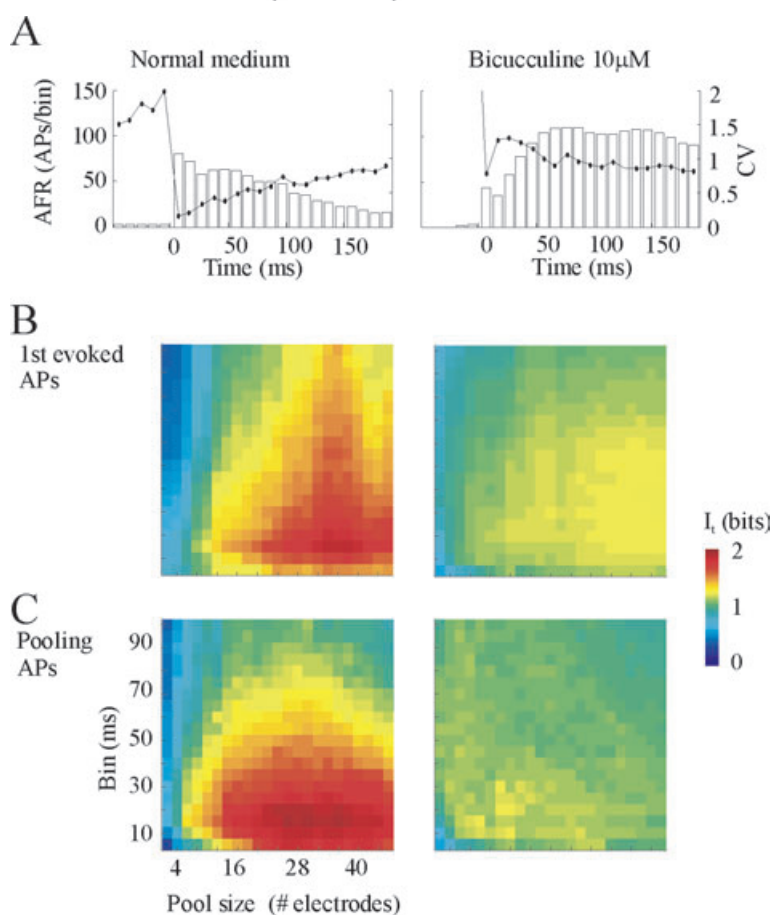 A
Normal medium
Bicucculine 10μM
AFR (APs/bin)
150
100
50
0
0 50 100 150
Time (ms)
0 50 100 150
Time (ms)
2
1.5
1
0.5
0
CV
B
1st evoked
APs
It (bits)
2
1
0
C
Pooling
APs
Bin (ms)
90
70
50
30
10
4 16 28 40
Pool size (# electrodes)